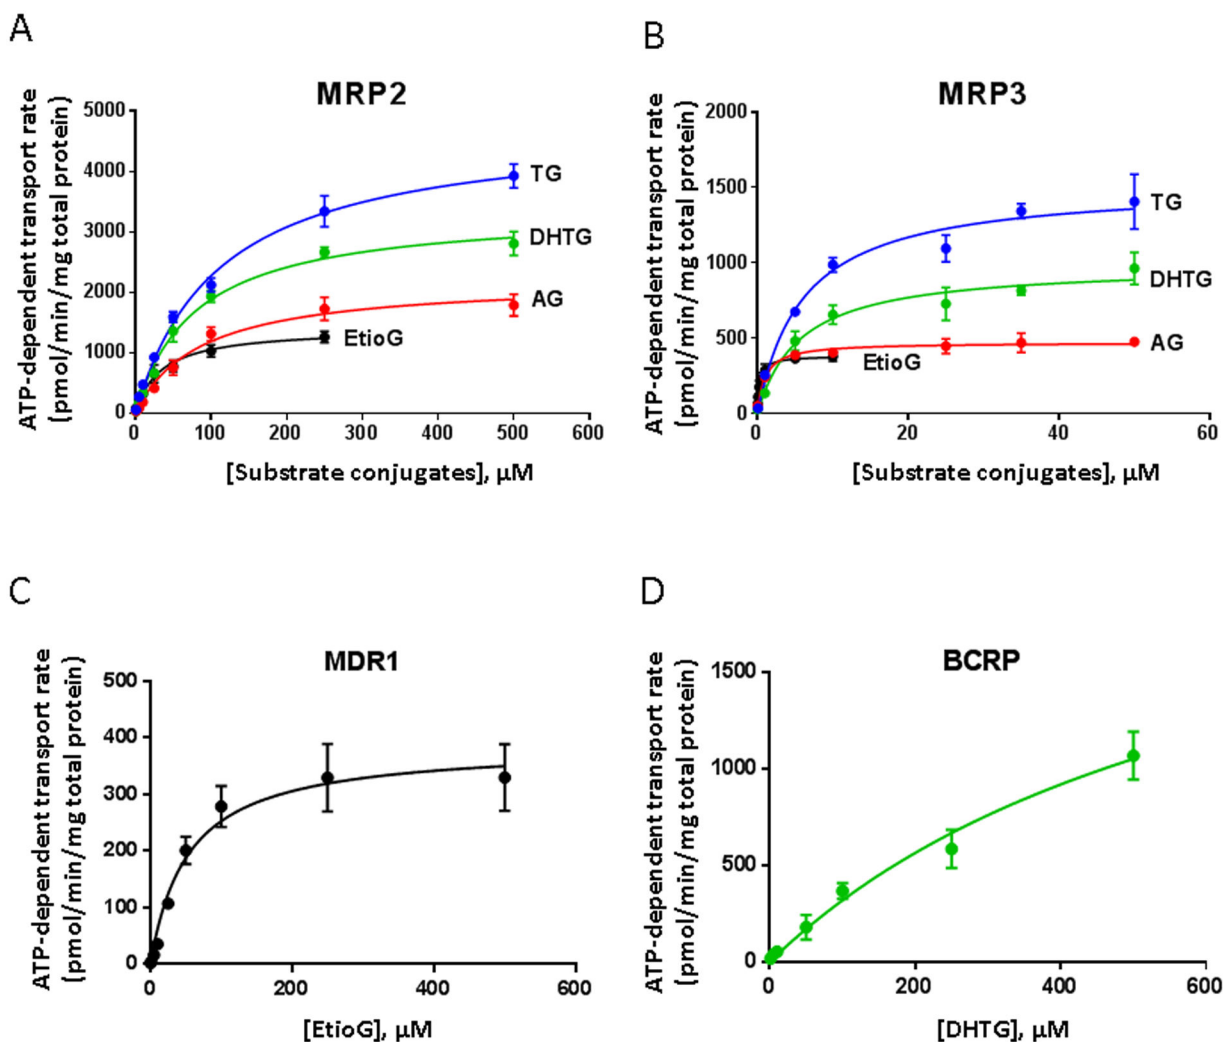 A
MRP2
ATP-dependent transport rate
(pmol/min/mg total protein)
5000
4000
3000
2000
1000
0
TG
DHTG
AG
EtioG
0 100 200 300 400 500 600
[Substrate conjugates], μM
B
MRP3
ATP-dependent transport rate
(pmol/min/mg total protein)
2000
1500
1000
500
0
TG
DHTG
AG
EtioG
0 20 40 60
[Substrate conjugates], μM
C
MDR1
ATP-dependent transport rate
(pmol/min/mg total protein)
500
400
300
200
100
0
0 200 400 600
[EtioG], μM
D
BCRP
ATP-dependent transport rate
(pmol/min/mg total protein)
1500
1000
500
0
0 200 400 600
[DHTG], μM